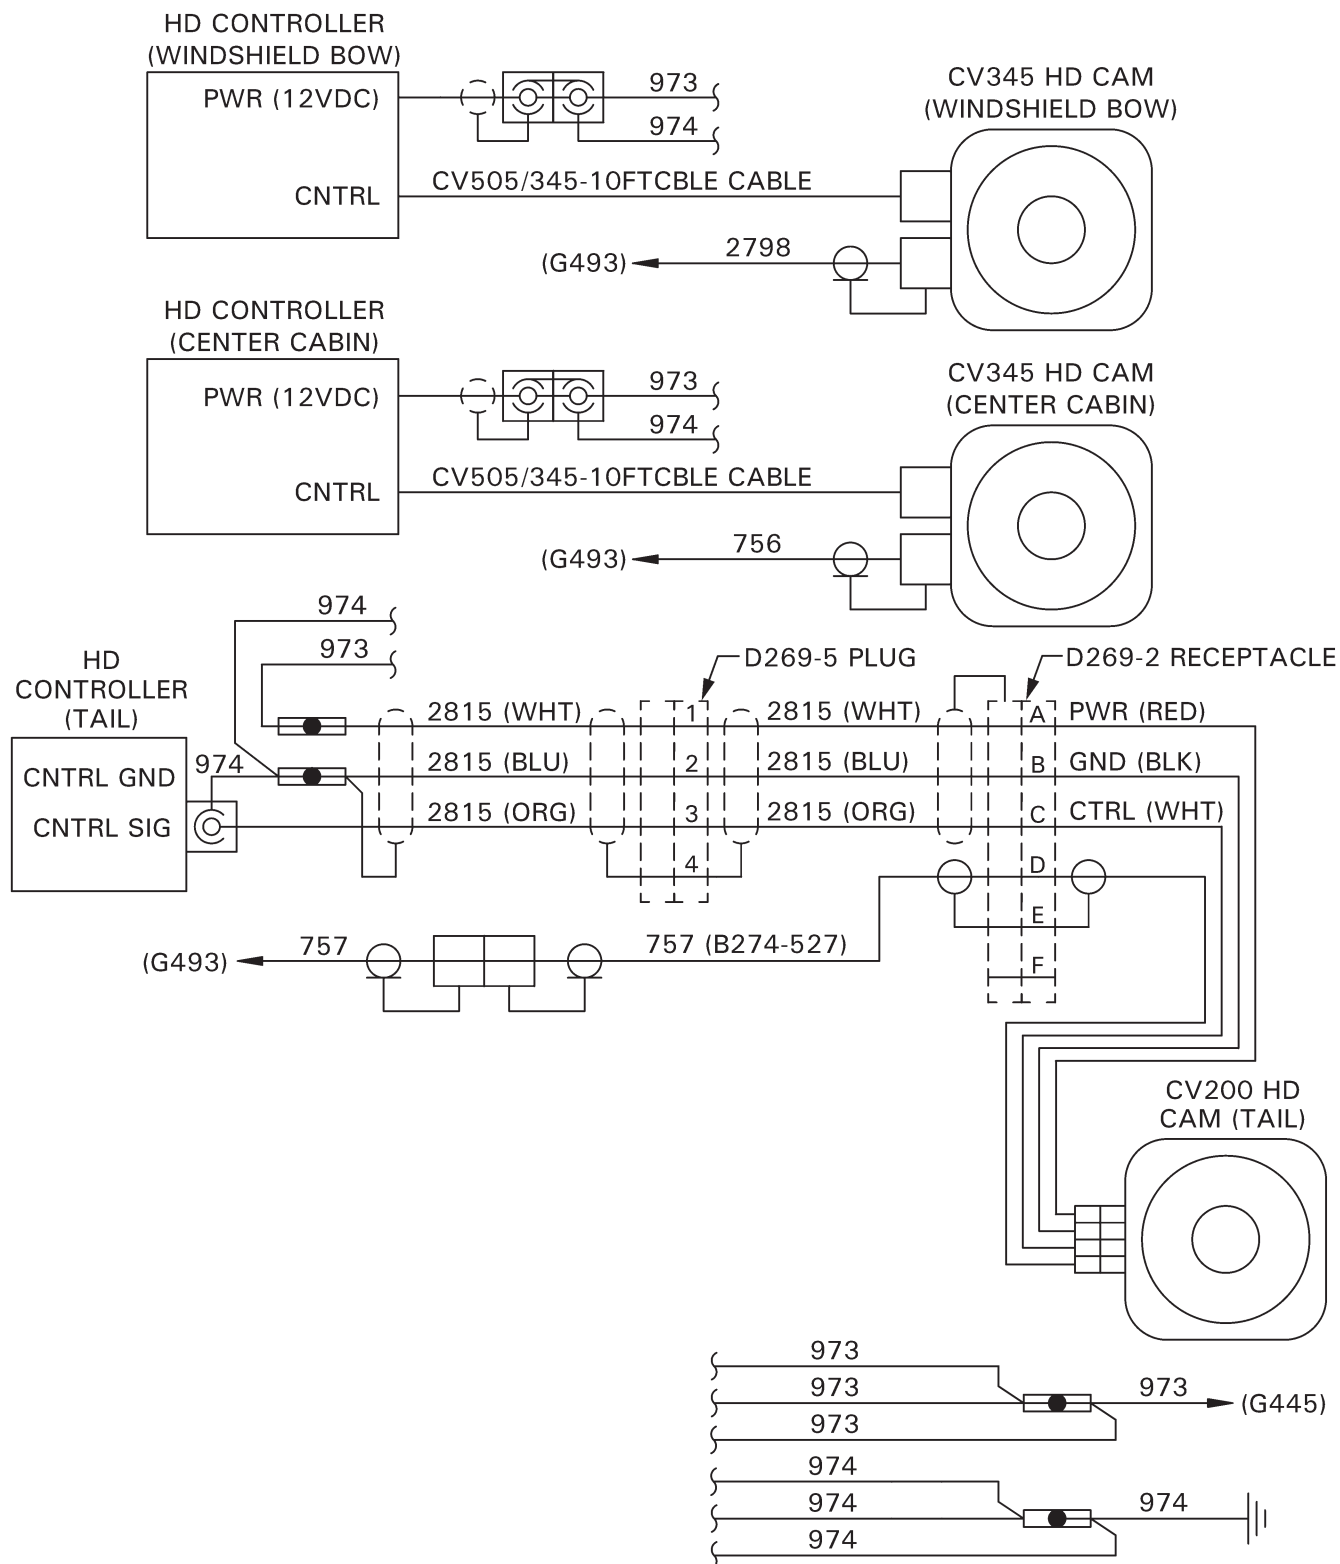 HD CONTROLLER
(WINDSHIELD BOW)
PWR (12VDC)
973
974
CV345 HD CAM
(WINDSHIELD BOW)
CNTRL
CV505/345-10FTCBLE CABLE
(G493)
2798
HD CONTROLLER
(CENTER CABIN)
PWR (12VDC)
973
974
CV345 HD CAM
(CENTER CABIN)
CNTRL
CV505/345-10FTCBLE CABLE
(G493)
756
974
973
HD
CONTROLLER
(TAIL)
D269-5 PLUG
D269-2 RECEPTACLE
2815 (WHT)
1
2815 (WHT)
A
PWR (RED)
CNTRL GND
974
2815 (BLU)
2
2815 (BLU)
B
GND (BLK)
CNTRL SIG
2815 (ORG)
3
2815 (ORG)
C
CTRL (WHT)
4
D
E
F
(G493)
757
757 (B274-527)
CV200 HD
CAM (TAIL)
973
973
973
973
(G445)
974
974
974
974